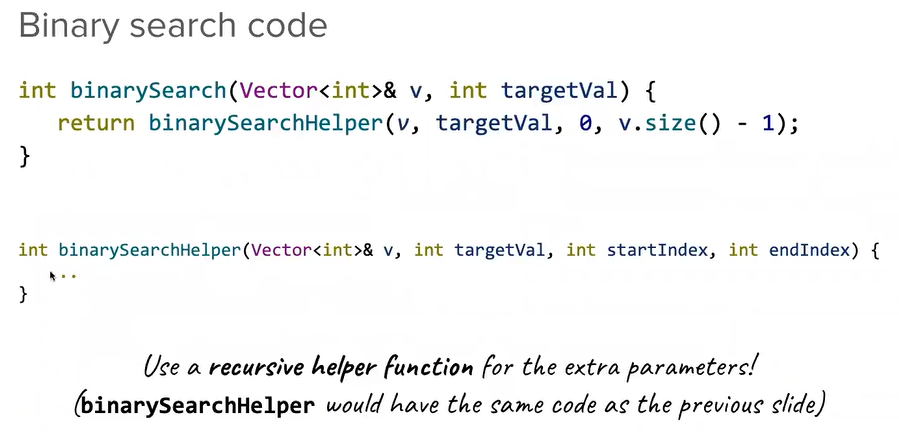 Binary search code
int binarySearch(Vector<int>& v, int targetVal) {
return binarySearchHelper(v, targetVal, 0, v.size() - 1);
}
int binarySearchHelper(Vector<int>& v, int targetVal, int startIndex, int endIndex) {
...
}
Use a recursive helper function for the extra parameters!
(binarySearchHelper would have the same code as the previous slide)